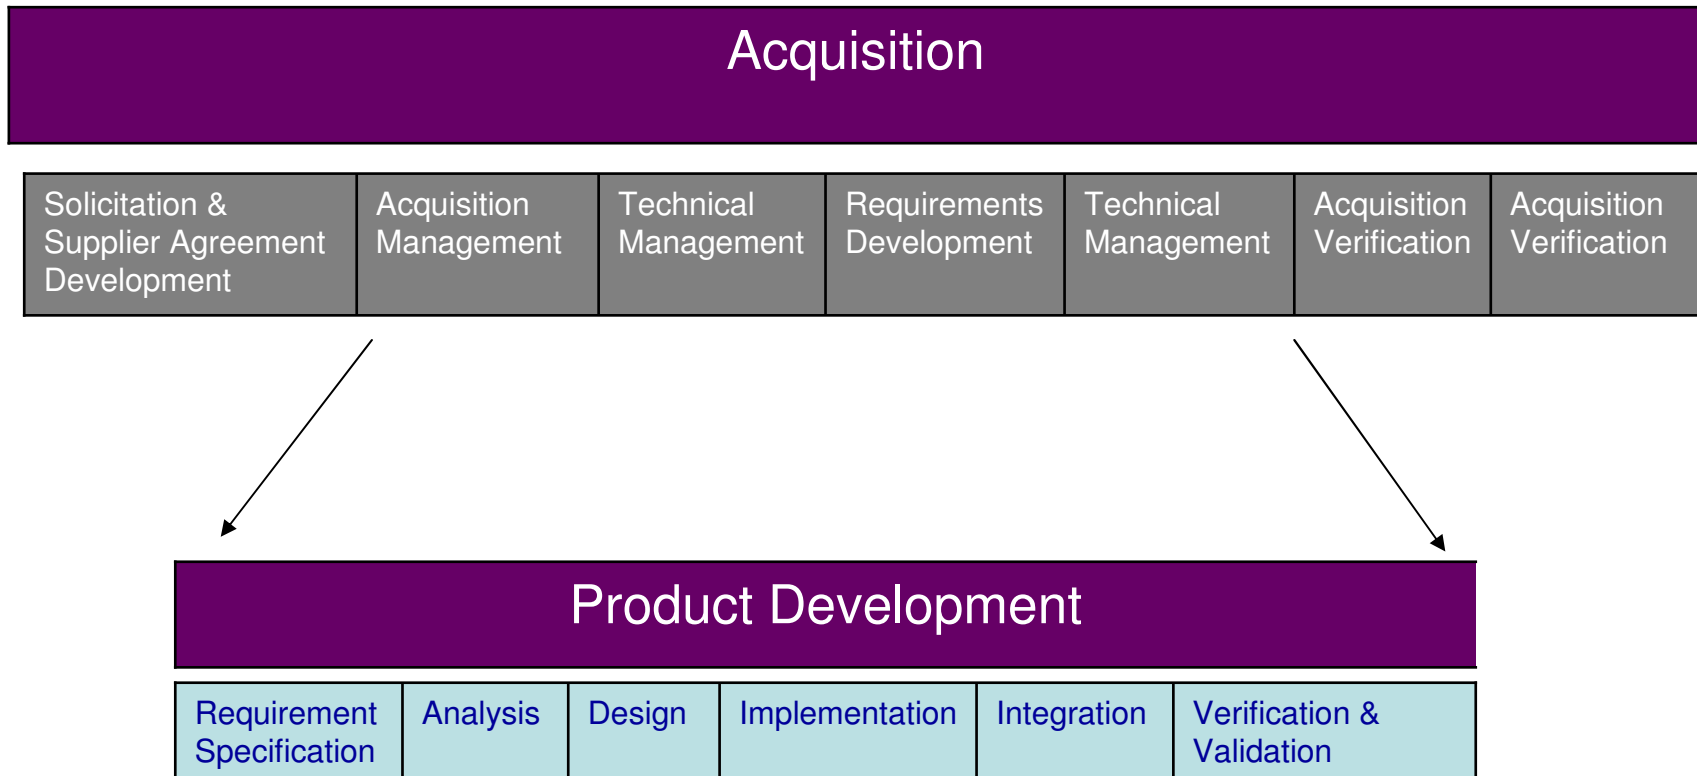 Acquisition
Solicitation &
Supplier Agreement
Development
Acquisition
Management
Technical
Management
Requirements
Development
Technical
Management
Acquisition
Verification
Acquisition
Verification
Product Development
Requirement
Specification
Analysis
Design
Implementation
Integration
Verification &
Validation